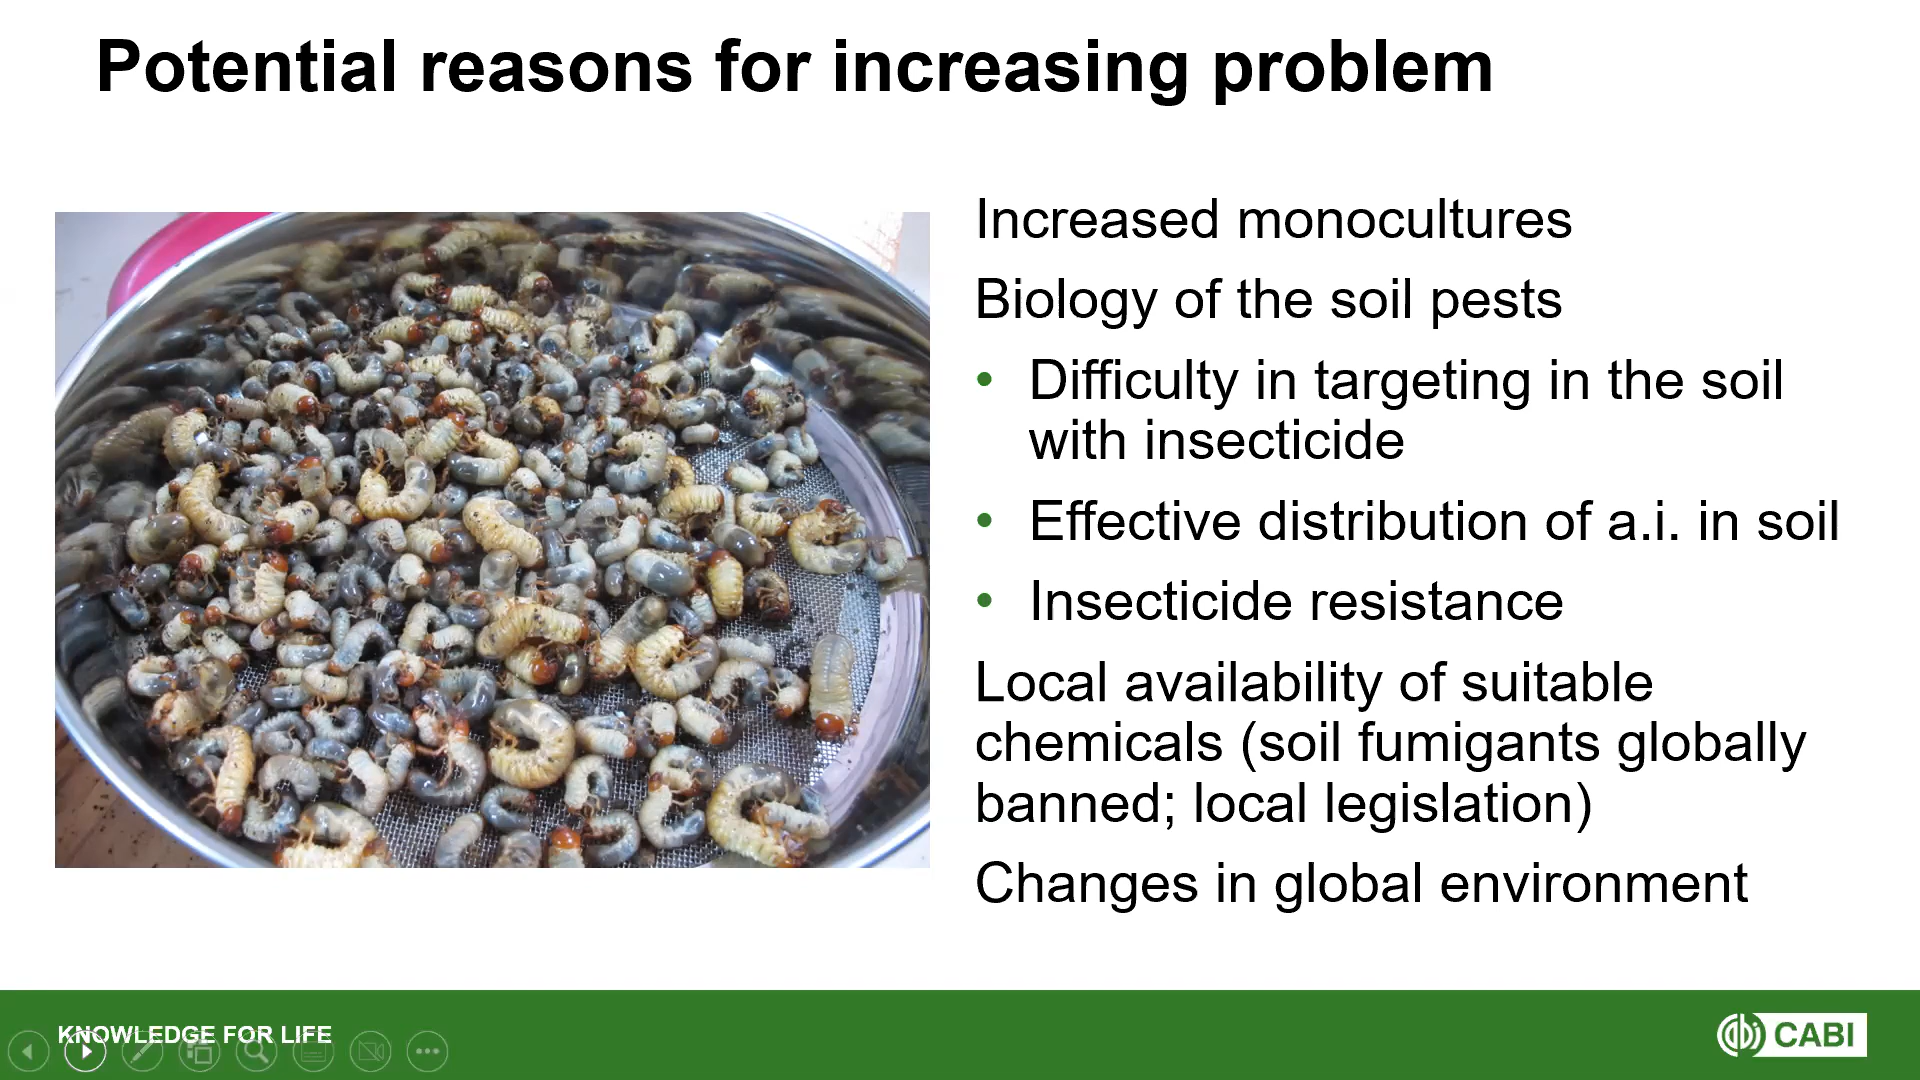 Potential reasons for increasing problem
Increased monocultures
Biology of the soil pests
• Difficulty in targeting in the soil
with insecticide
• Effective distribution of a.i. in soil
• Insecticide resistance
Local availability of suitable
chemicals (soil fumigants globally
banned; local legislation)
Changes in global environment
KNOWLEDGE FOR LIFE
cabi CABI